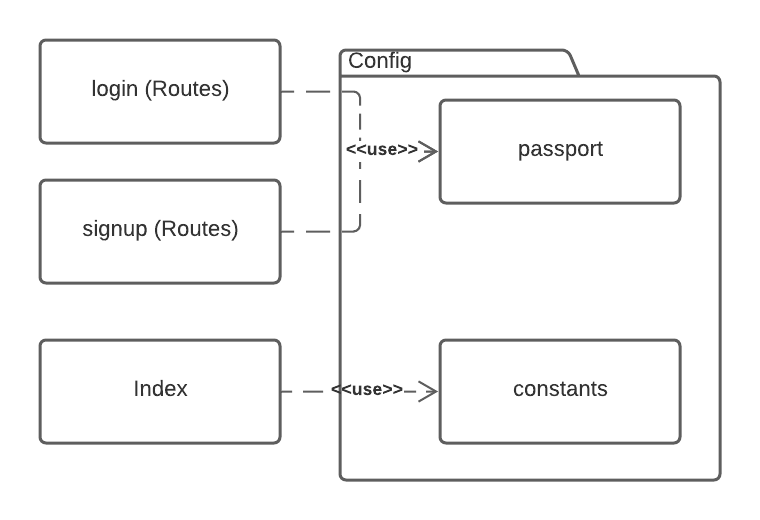 Config
login (Routes)
<<use>>
passport
signup (Routes)
Index
<<use>>
constants